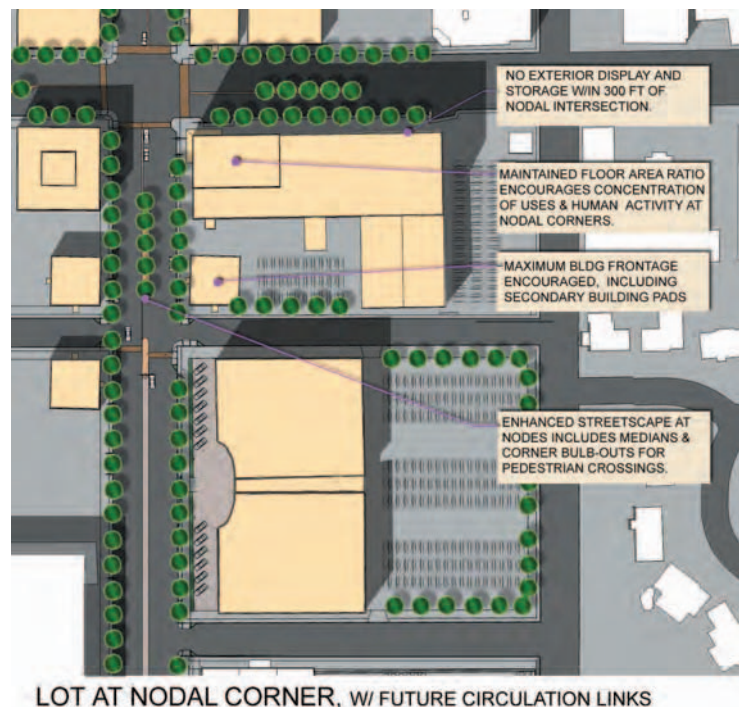 NO EXTERIOR DISPLAY AND
STORAGE W/IN 300 FT OF
NODAL INTERSECTION.
MAINTAINED FLOOR AREA RATIO
ENCOURAGES CONCENTRATION
OF USES & HUMAN ACTIVITY AT
NODAL CORNERS.
MAXIMUM BLDG FRONTAGE
ENCOURAGED, INCLUDING
SECONDARY BUILDING PADS
ENHANCED STREETSCAPE AT
NODES INCLUDES MEDIANS &
CORNER BULB-OUTS FOR
PEDESTRIAN CROSSINGS.
LOT AT NODAL CORNER, W/ FUTURE CIRCULATION LINKS